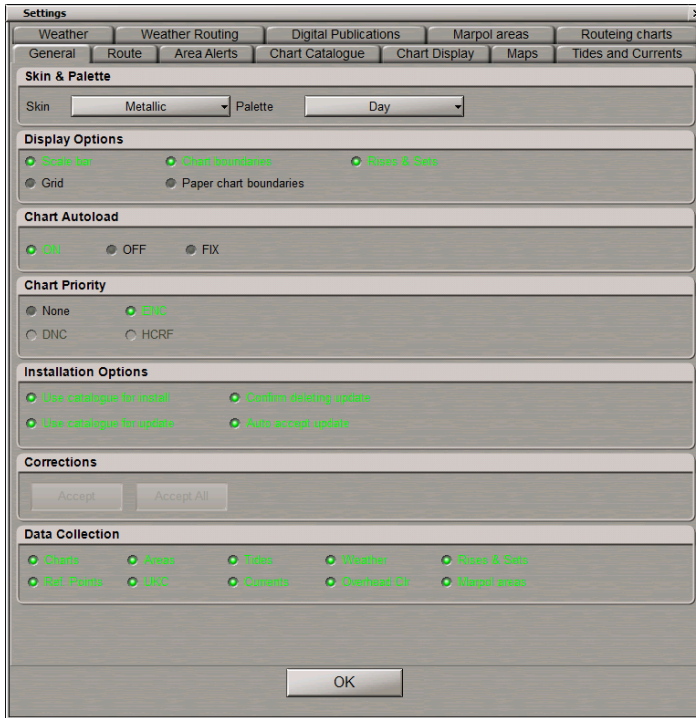 Settings
Weather Weather Routing Digital Publications Marpol areas Routeing charts
General Route Area Alerts Chart Catalogue Chart Display Maps Tides and Currents
Skin & Palette
Skin Metallic Palette Day
Display Options
Scale bar Chart boundaries Rises & Sets
Grid Paper chart boundaries
Chart Autoload
ON OFF FIX
Chart Priority
None ENC
DNC HCRF
Installation Options
Use catalogue for install Confirm deleting update
Use catalogue for update Auto accept update
Corrections
Accept Accept All
Data Collection
Charts Areas Tides Weather Rises & Sets
Ref. Points UKC Currents Overhead Clr Marpol areas
OK